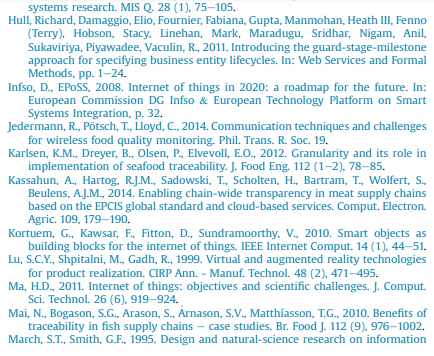 systems research. MIS Q. 28 (1), 75–105.
Hull, Richard, Damaggio, Elio, Fournier, Fabiana, Gupta, Manmohan, Heath III, Fenno
(Terry), Hobson, Stacy, Linehan, Mark, Maradugu, Sridhar, Nigam, Anil,
Sukaviriya, Piyawadee, Vaculin, R., 2011. Introducing the guard-stage-milestone
approach for specifying business entity lifecycles. In: Web Services and Formal
Methods, pp. 1–24.
Infso, D., EPoSS, 2008. Internet of things in 2020: a roadmap for the future. In:
European Commission DG Infso & European Technology Platform on Smart
Systems Integration, p. 32.
Jedermann, R., Pötsch, T., Lloyd, C., 2014. Communication techniques and challenges
for wireless food quality monitoring. Phil. Trans. R. Soc. 19.
Karlsen, K.M., Dreyer, B., Olsen, P., Elvevoll, E.O., 2012. Granularity and its role in
implementation of seafood traceability. J. Food Eng. 112 (1–2), 78–85.
Kassahun, A., Hartog, R.J.M., Sadowski, T., Scholten, H., Bartram, T., Wolfert, S.,
Beulens, A.J.M., 2014. Enabling chain-wide transparency in meat supply chains
based on the EPCIS global standard and cloud-based services. Comput. Electron.
Agric. 109, 179–190.
Kortuem, G., Kawsar, F., Fitton, D., Sundramoorthy, V., 2010. Smart objects as
building blocks for the internet of things. IEEE Internet Comput. 14 (1), 44–51.
Lu, S.C.Y., Shpitalni, M., Gadh, R., 1999. Virtual and augmented reality technologies
for product realization. CIRP Ann. - Manuf. Technol. 48 (2), 471–495.
Ma, H.D., 2011. Internet of things: objectives and scientific challenges. J. Comput.
Sci. Technol. 26 (6), 919–924.
Mai, N., Bogason, S.G., Arason, S., Árnason, S.V., Matthíasson, T.G., 2010. Benefits of
traceability in fish supply chains – case studies. Br. Food J. 112 (9), 976–1002.
March, S.T., Smith, G.F., 1995. Design and natural-science research on information